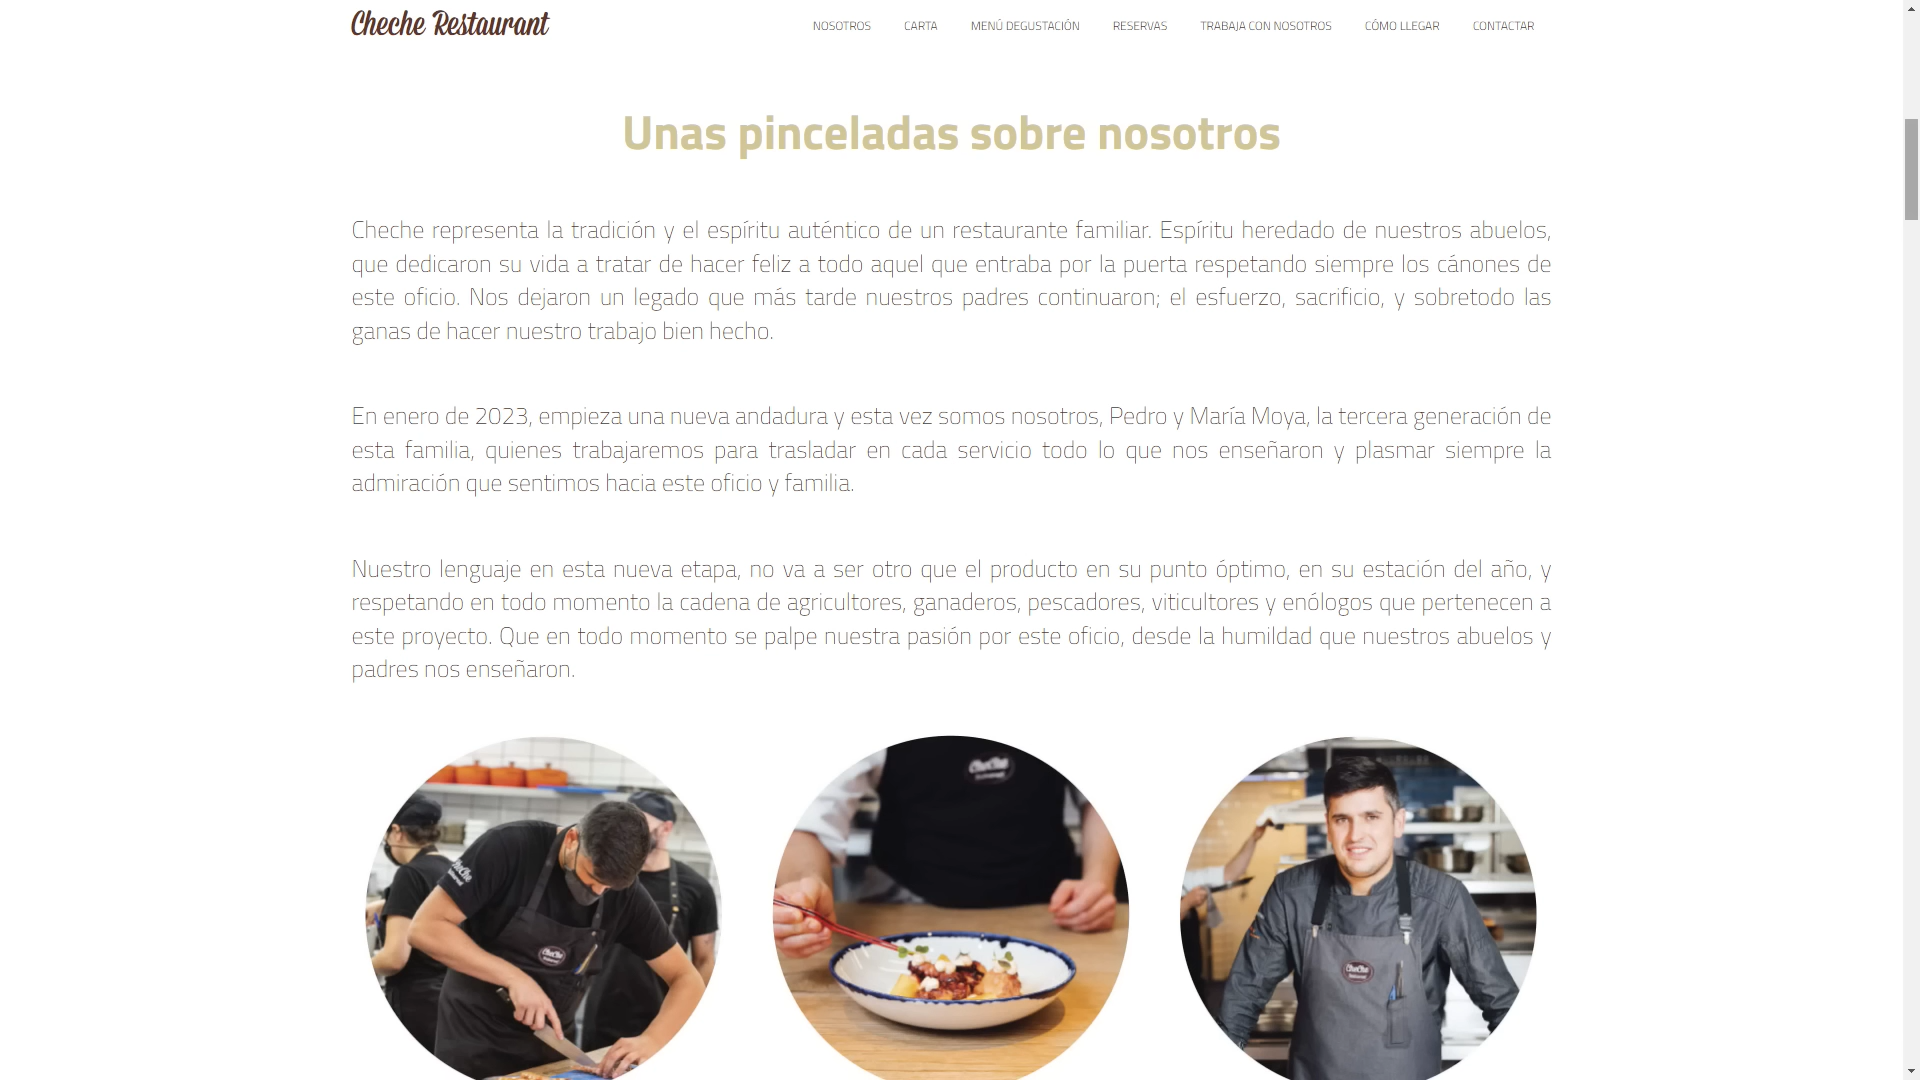 Cheche Restaurant
NOSOTROS CARTA MENÚ DEGUSTACIÓN RESERVAS TRABAJA CON NOSOTROS CÓMO LLEGAR CONTACTAR
Unas pinceladas sobre nosotros
Cheche representa la tradición y el espíritu auténtico de un restaurante familiar. Espíritu heredado de nuestros abuelos,
que dedicaron su vida a tratar de hacer feliz a todo aquel que entraba por la puerta respetando siempre los cánones de
este oficio. Nos dejaron un legado que más tarde nuestros padres continuaron; el esfuerzo, sacrificio, y sobretodo las
ganas de hacer nuestro trabajo bien hecho.
En enero de 2023, empieza una nueva andadura y esta vez somos nosotros, Pedro y María Moya, la tercera generación de
esta familia, quienes trabajaremos para trasladar en cada servicio todo lo que nos enseñaron y plasmar siempre la
admiración que sentimos hacia este oficio y familia.
Nuestro lenguaje en esta nueva etapa, no va a ser otro que el producto en su punto óptimo, en su estación del año, y
respetando en todo momento la cadena de agricultores, ganaderos, pescadores, viticultores y enólogos que pertenecen a
este proyecto. Que en todo momento se palpe nuestra pasión por este oficio, desde la humildad que nuestros abuelos y
padres nos enseñaron.
CheChe
CheChe
CheChe
CheChe